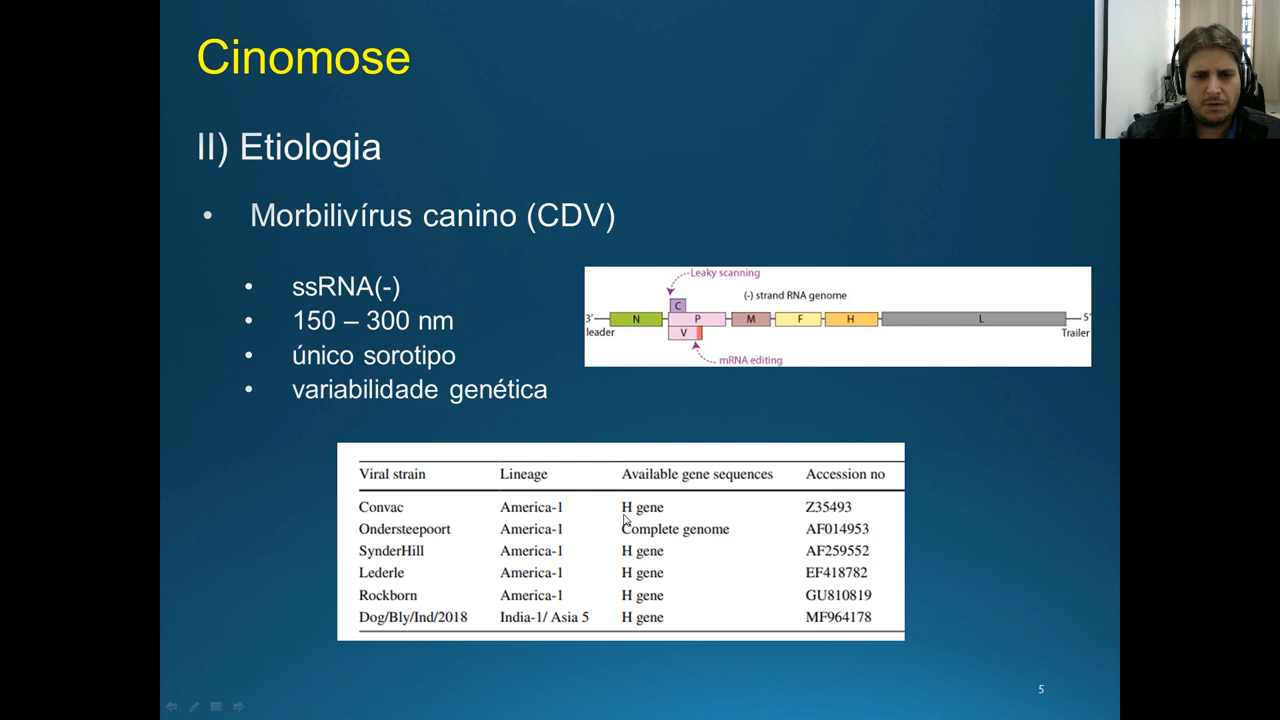 Cinomose
II) Etiologia
• Morbilivírus canino (CDV)
• ssRNA(-)
• 150 – 300 nm
• único sorotipo
• variabilidade genética
Leaky scanning
(-) strand RNA genome
C
3' N P M F H L 5'
leader V Trailer
mRNA editing
Viral strain Lineage Available gene sequences Accession no
Convac America-1 H gene Z35493
Ondersteepoort America-1 Complete genome AF014953
SynderHill America-1 H gene AF259552
Lederle America-1 H gene EF418782
Rockborn America-1 H gene GU810819
Dog/Bly/Ind/2018 India-1/ Asia 5 H gene MF964178
5